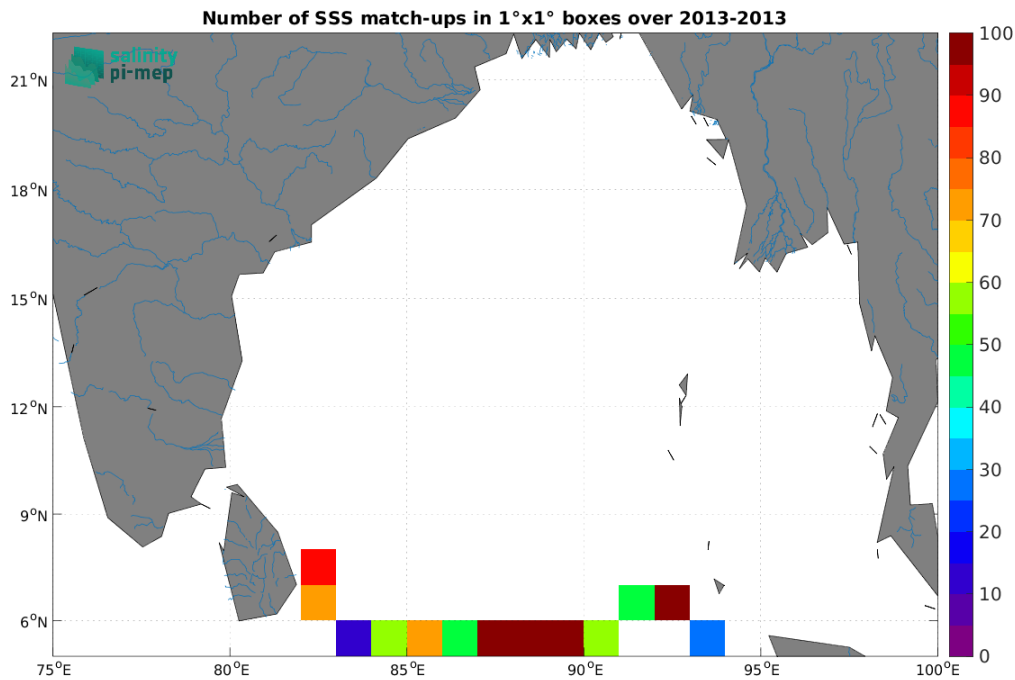 Number of SSS match-ups in 1°x1° boxes over 2013-2013
salinity
pi-mep
21°N
18°N
15°N
12°N
9°N
6°N
75°E 80°E 85°E 90°E 95°E 100°E
100
90
80
70
60
50
40
30
20
10
0